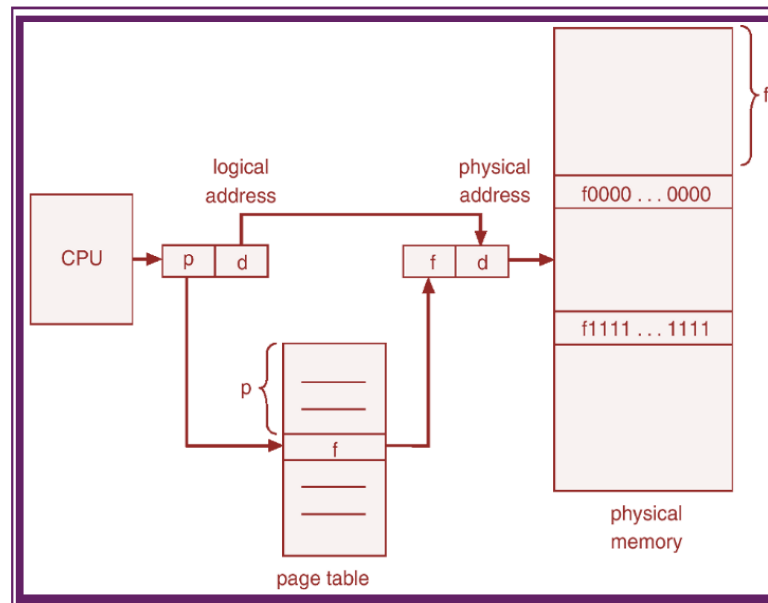 logical
address
physical
address
CPU
p
d
f
d
f
f0000 . . . 0000
f1111 . . . 1111
p
f
page table
physical
memory